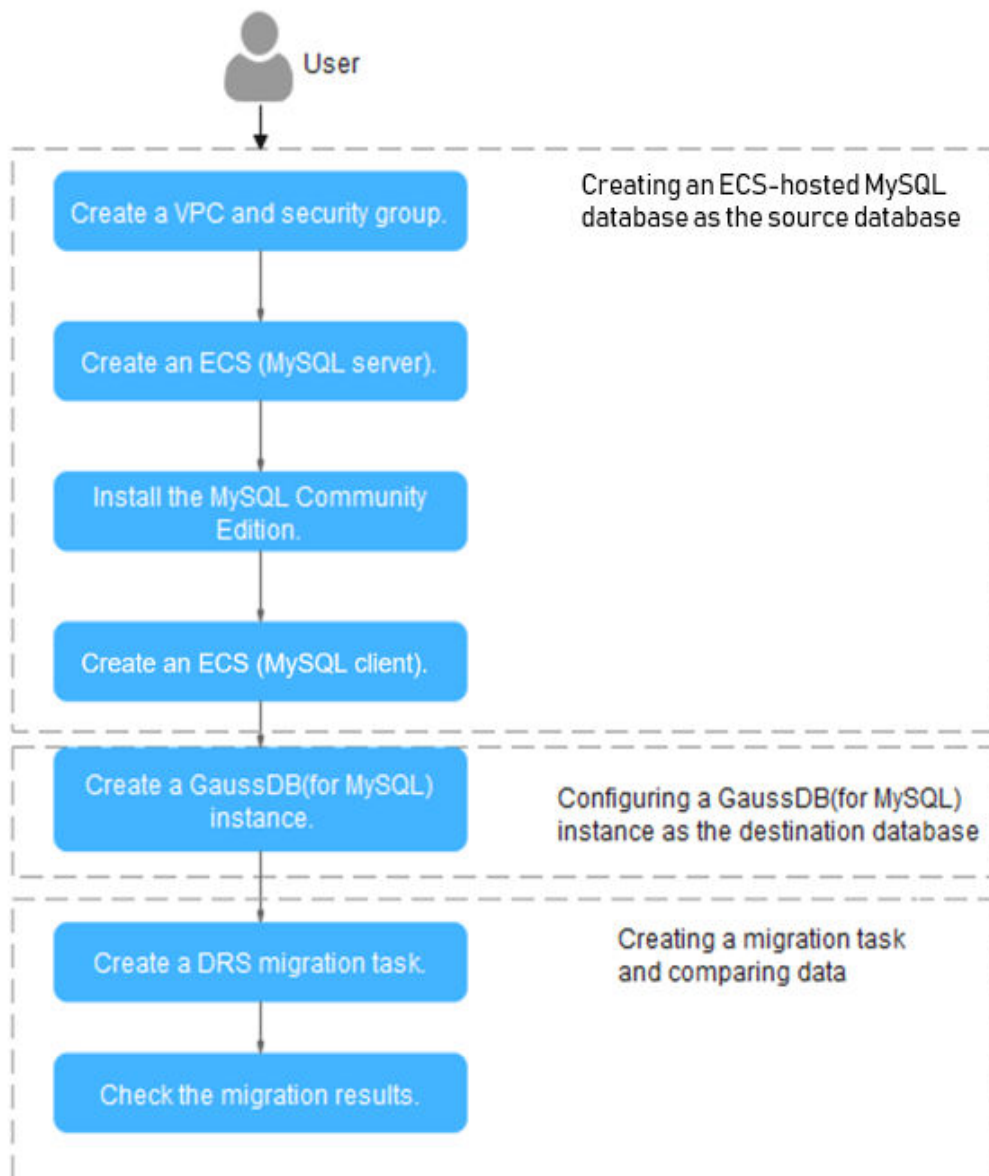 User
Create a VPC and security group.
Creating an ECS-hosted MySQL
database as the source database
Create an ECS (MySQL server).
Install the MySQL Community
Edition.
Create an ECS (MySQL client).
Create a GaussDB(for MySQL)
instance.
Configuring a GaussDB(for MySQL)
instance as the destination database
Create a DRS migration task.
Creating a migration task
and comparing data
Check the migration results.